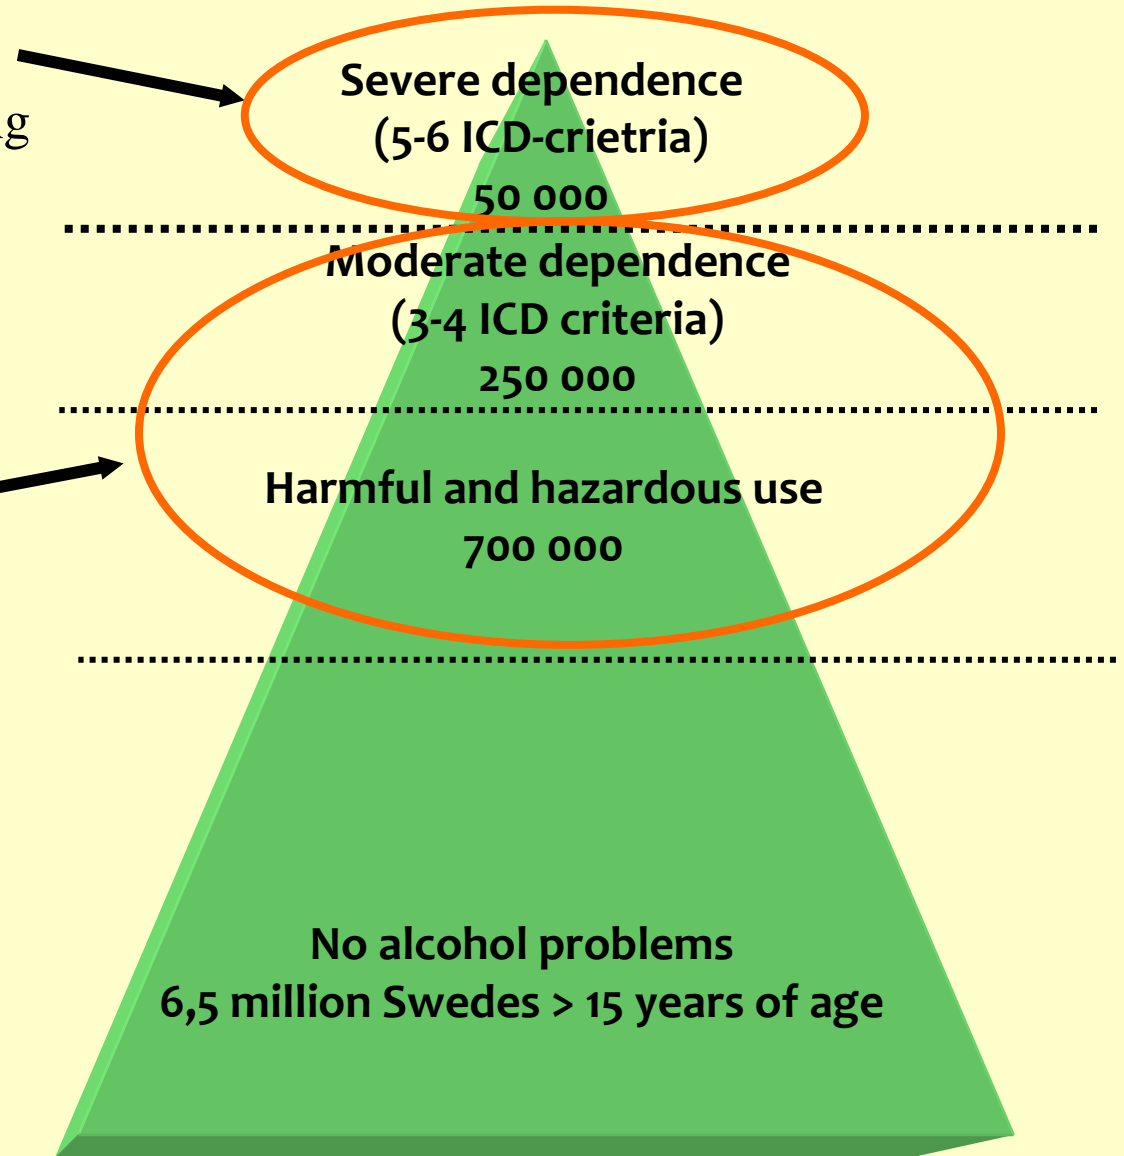 Severe dependence
(5-6 ICD-crietria)
50 000
Moderate dependence
(3-4 ICD criteria)
250 000
Harmful and hazardous use
700 000
No alcohol problems
6,5 million Swedes > 15 years of age